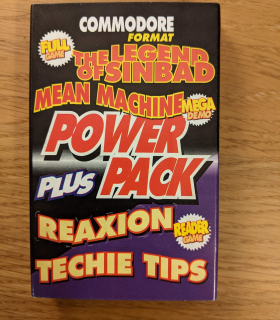 COMMODORE
FORMAT
FULL GAME
THE LEGEND
OF SINBAD
MEAN MACHINE
MEGA DEMO
POWER
PLUS PACK
REAXION
READER GAME
TECHIE TIPS